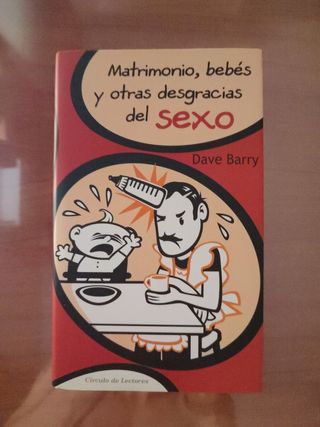 Matrimonio, bebés
y otras desgracias
del sexo
Dave Barry
Círculo de Lectores